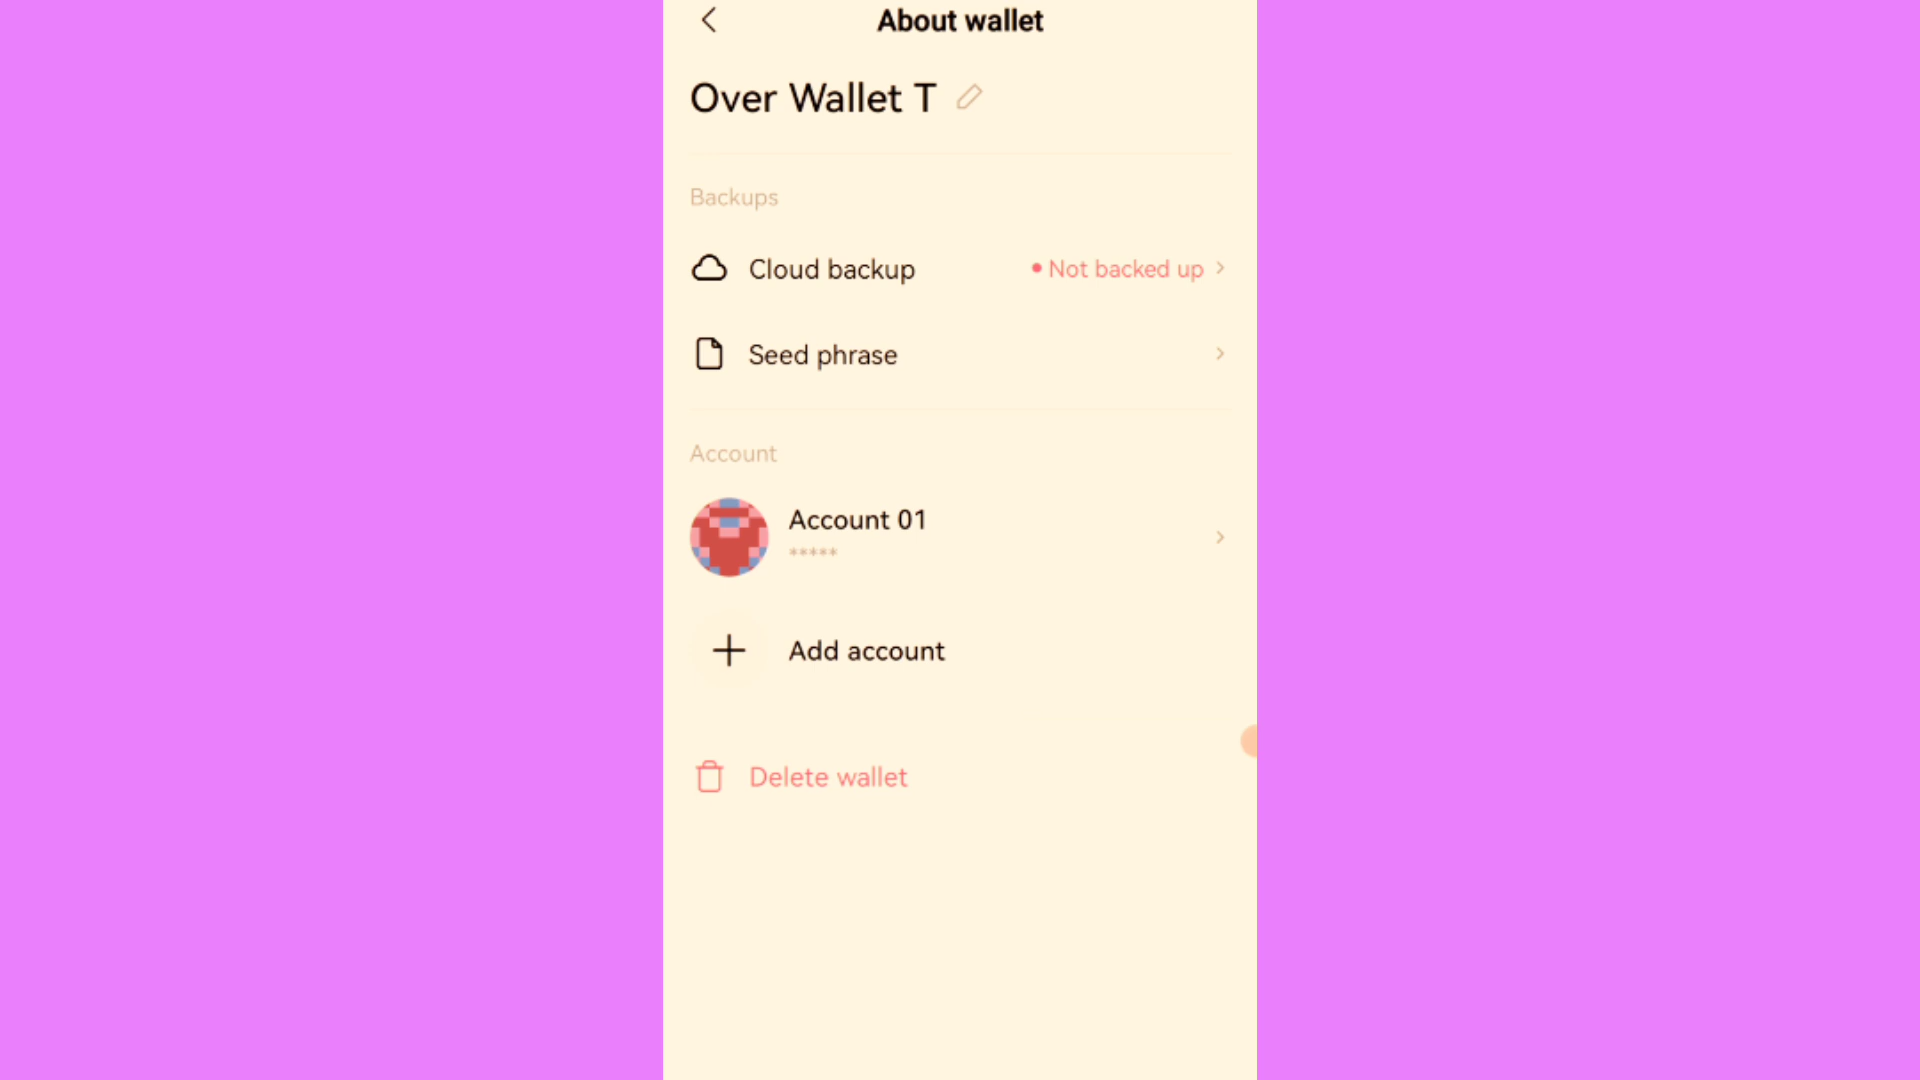 About wallet
Over Wallet T
Backups
Cloud backup
Not backed up
Seed phrase
Account
Account 01
*****
Add account
Delete wallet